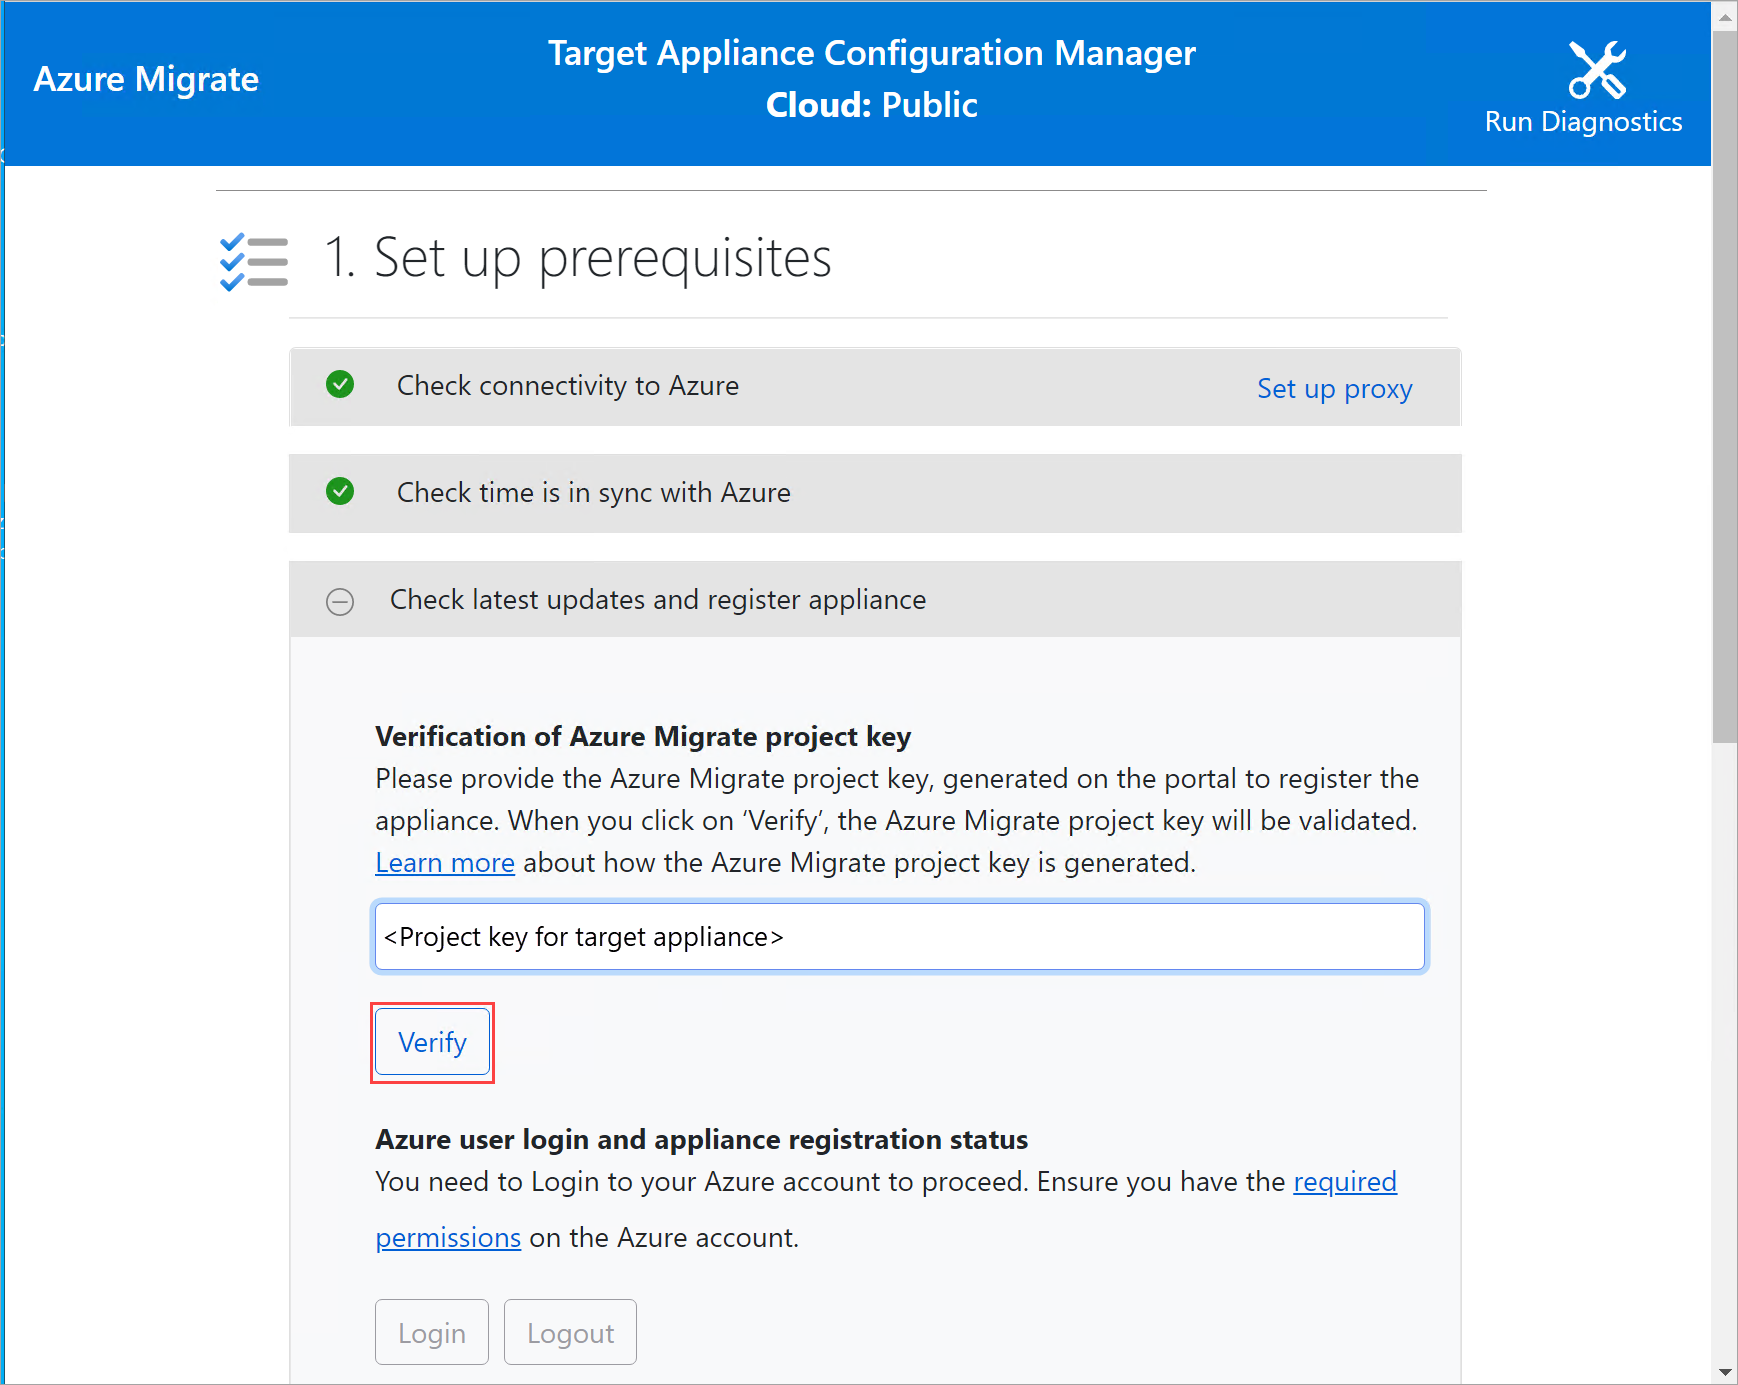 Azure Migrate
Target Appliance Configuration Manager
Cloud: Public
Run Diagnostics
1. Set up prerequisites
Check connectivity to Azure
Set up proxy
Check time is in sync with Azure
Check latest updates and register appliance
Verification of Azure Migrate project key
Please provide the Azure Migrate project key, generated on the portal to register the
appliance. When you click on ‘Verify’, the Azure Migrate project key will be validated.
Learn more about how the Azure Migrate project key is generated.
<Project key for target appliance>
Verify
Azure user login and appliance registration status
You need to Login to your Azure account to proceed. Ensure you have the required
permissions on the Azure account.
Login
Logout